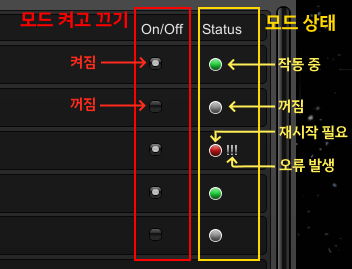 모드 켜고 끄기
On/Off
Status
모드 상태
켜짐
작동 중
꺼짐
꺼짐
재시작 필요
!!!
오류 발생